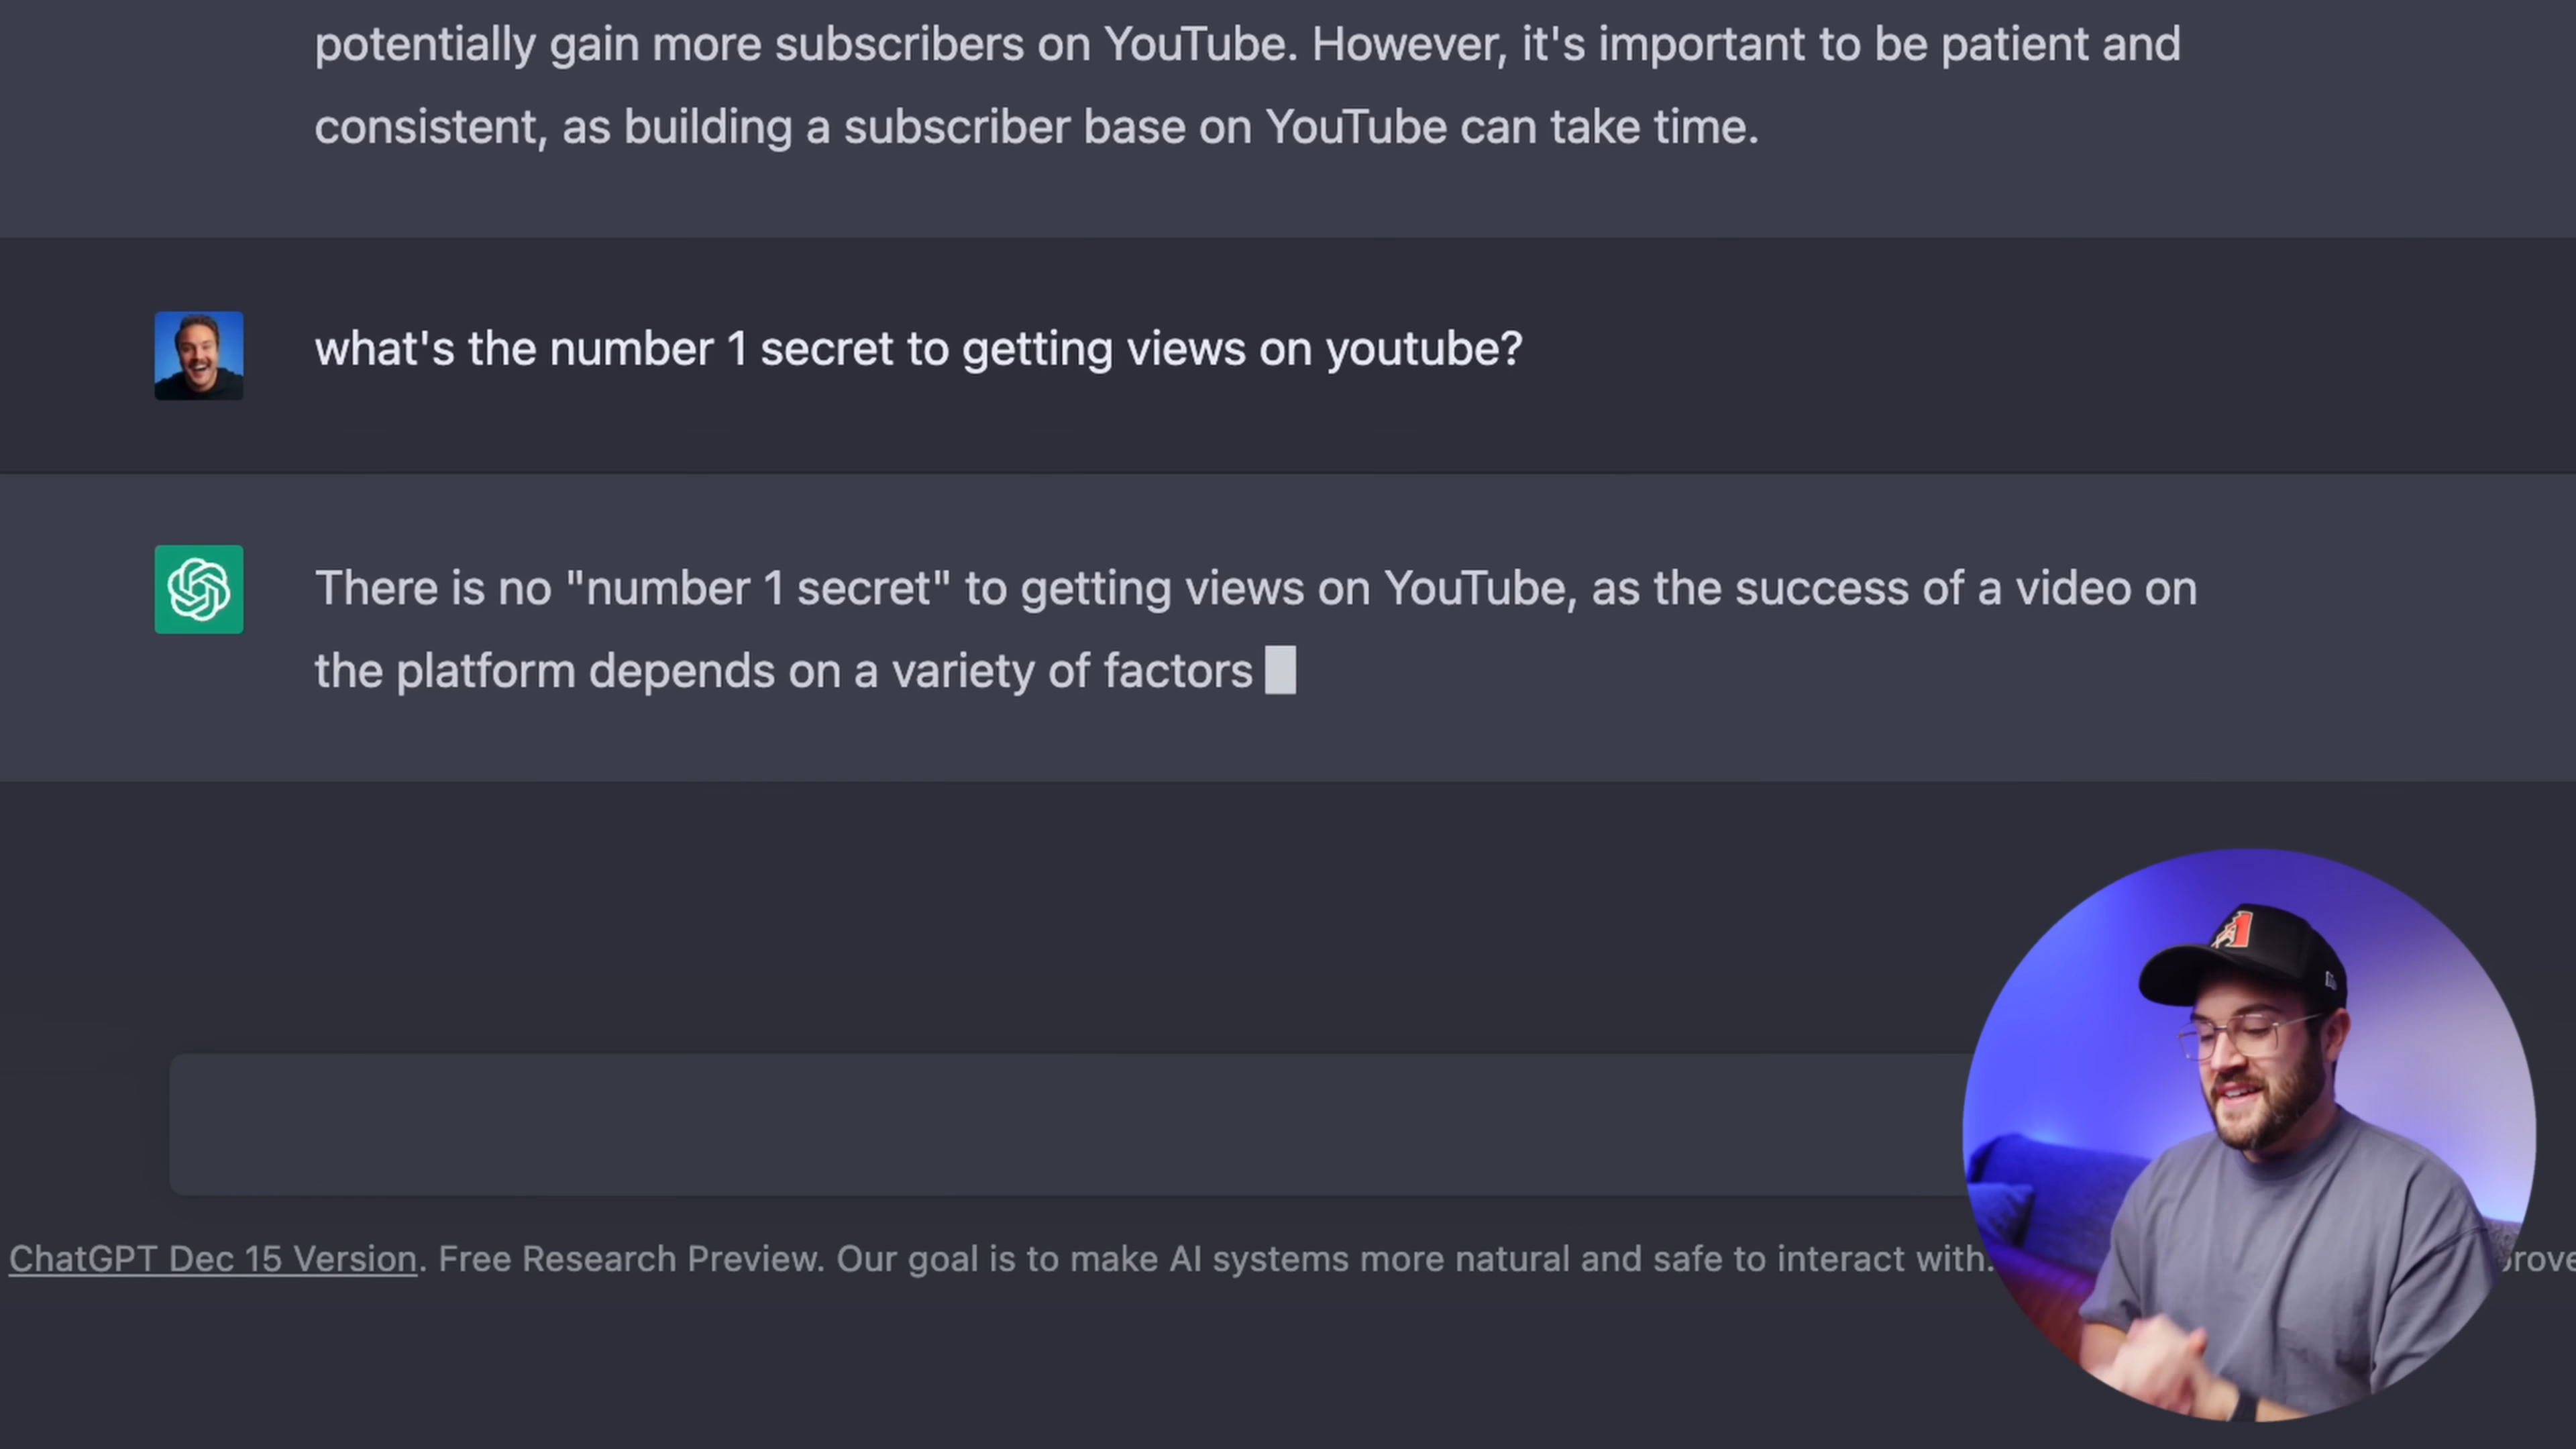 potentially gain more subscribers on YouTube. However, it's important to be patient and
consistent, as building a subscriber base on YouTube can take time.
what's the number 1 secret to getting views on youtube?
There is no "number 1 secret" to getting views on YouTube, as the success of a video on
the platform depends on a variety of factors
ChatGPT Dec 15 Version. Free Research Preview. Our goal is to make AI systems more natural and safe to interact with.